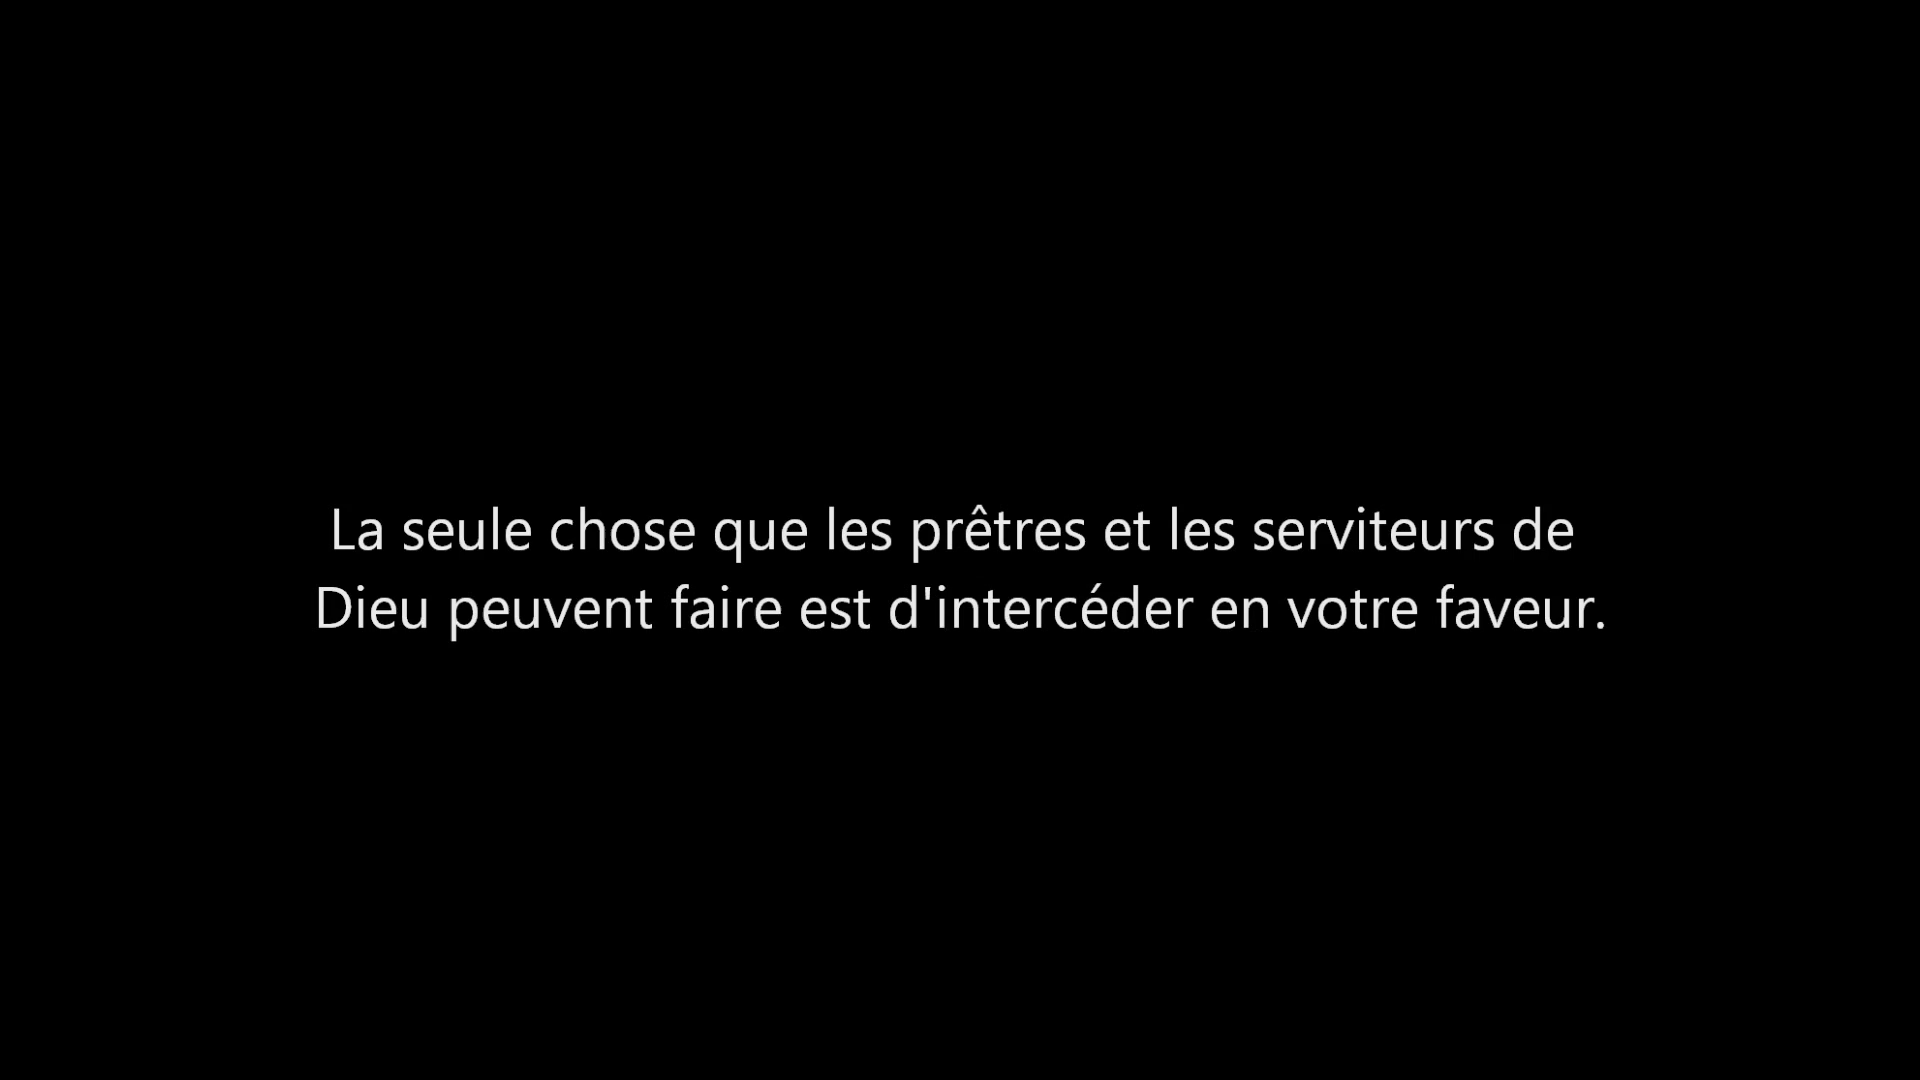 La seule chose que les prêtres et les serviteurs de
Dieu peuvent faire est d'intercéder en votre faveur.